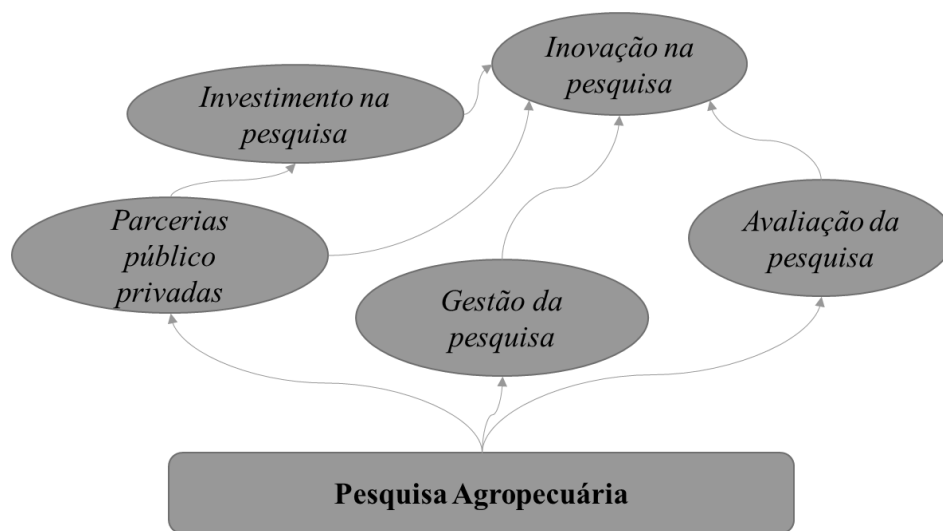 Inovação na
pesquisa
Investimento na
pesquisa
Parcerias
público
privadas
Avaliação da
pesquisa
Gestão da
pesquisa
Pesquisa Agropecuária